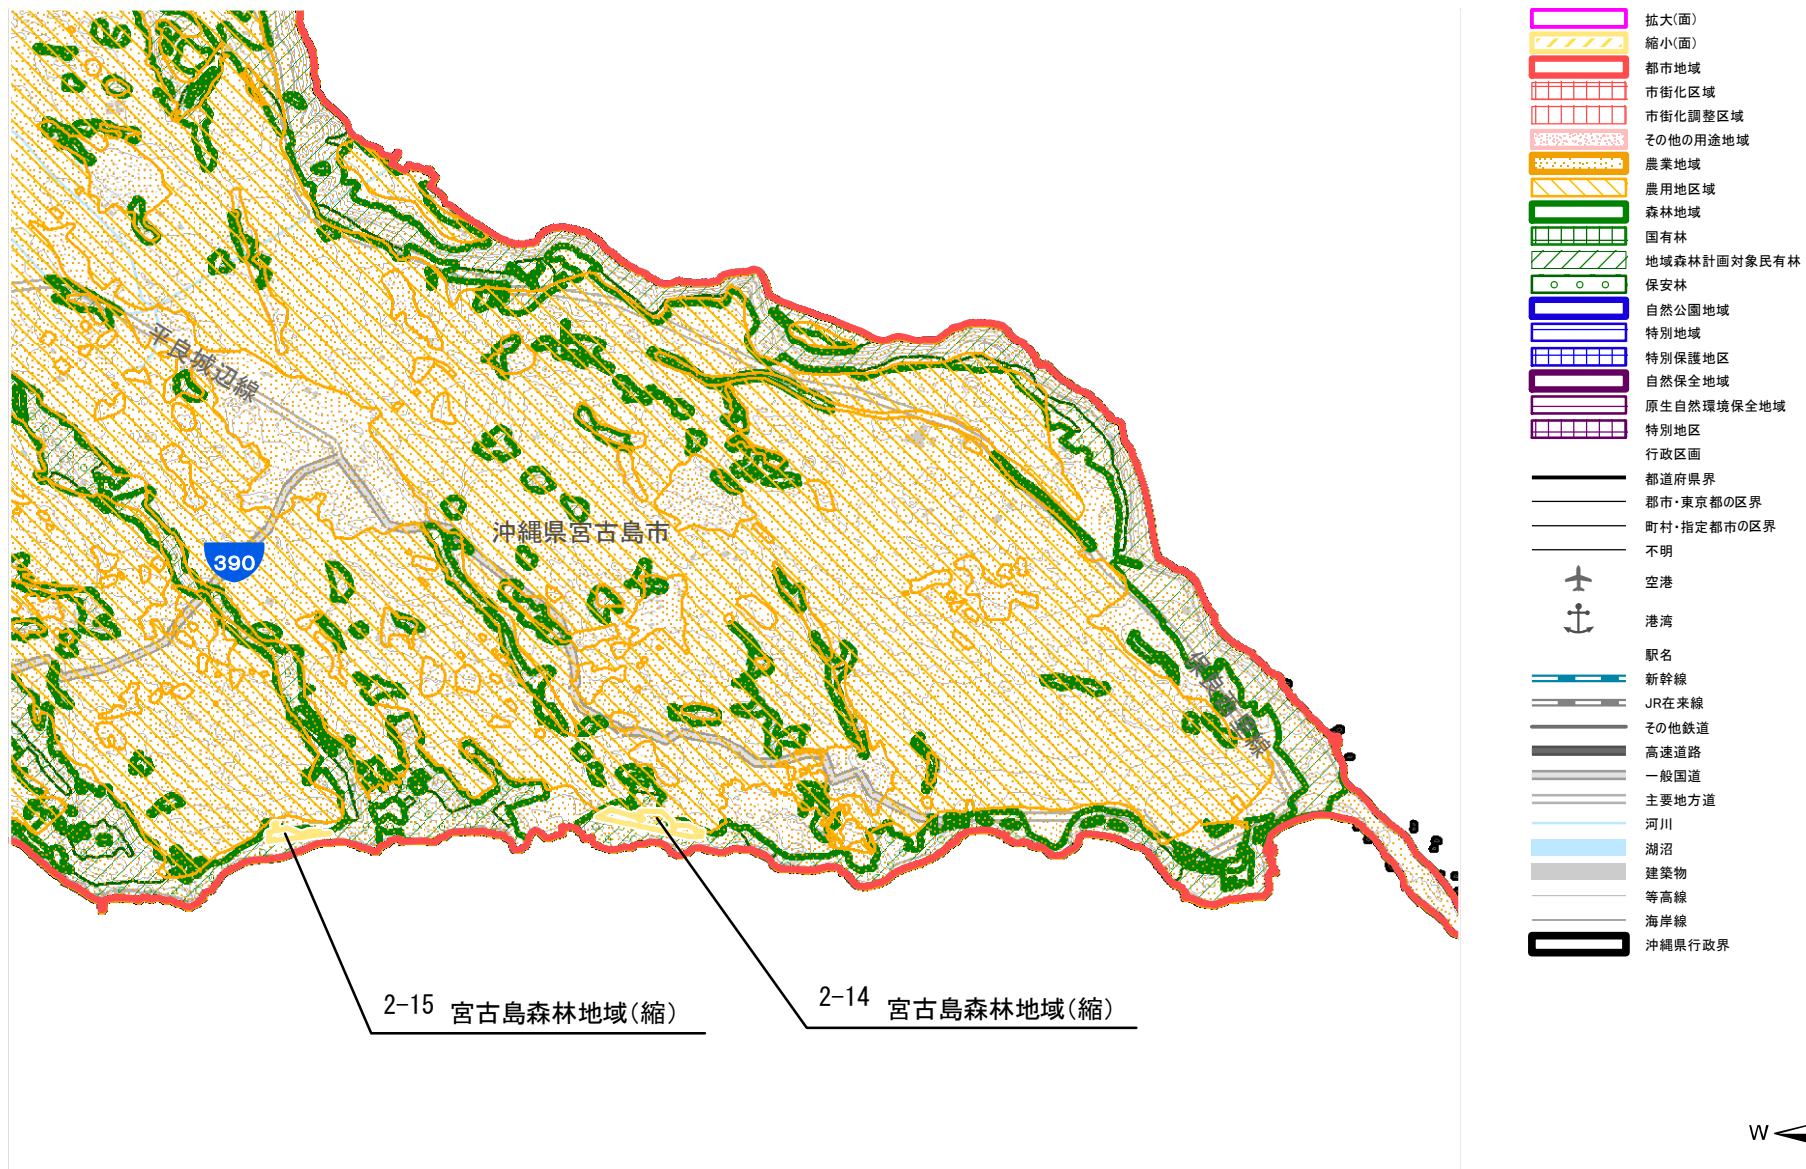 平良城辺線
390
沖縄県宮古島市
保良
線
2-15 宮古島森林地域(縮)
2-14 宮古島森林地域(縮)
拡大(面)
縮小(面)
都市地域
市街化区域
市街化調整区域
その他の用途地域
農業地域
農用地区域
森林地域
国有林
地域森林計画対象民有林
保安林
自然公園地域
特別地域
特別保護地区
自然保全地域
原生自然環境保全地域
特別地区
行政区画
都道府県界
郡市・東京都の区界
町村・指定都市の区界
不明
空港
港湾
駅名
新幹線
JR在来線
その他鉄道
高速道路
一般国道
主要地方道
河川
湖沼
建築物
等高線
海岸線
沖縄県行政界
W